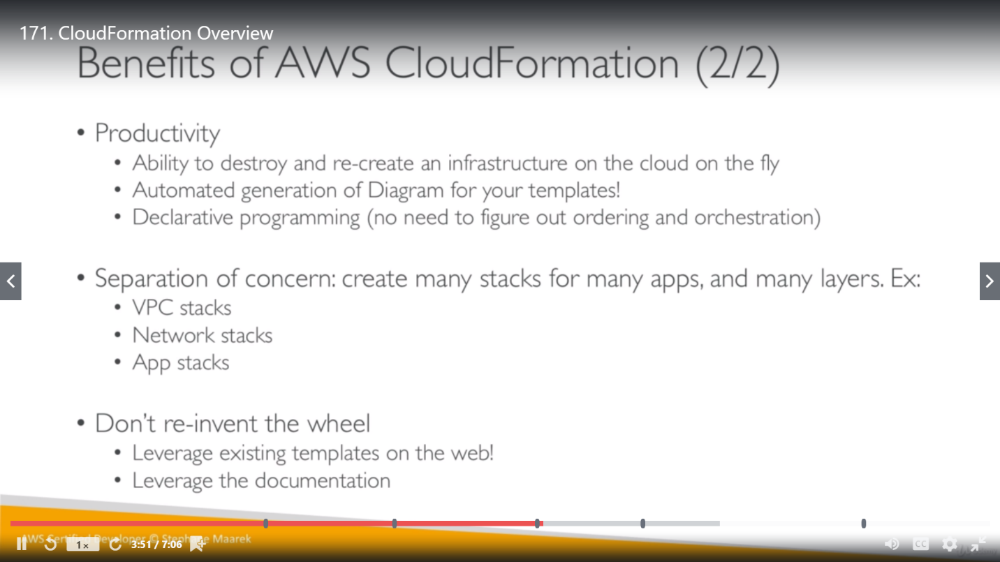 171. CloudFormation Overview
Benefits of AWS CloudFormation (2/2)
• Productivity
• Ability to destroy and re-create an infrastructure on the cloud on the fly
• Automated generation of Diagram for your templates!
• Declarative programming (no need to figure out ordering and orchestration)
• Separation of concern: create many stacks for many apps, and many layers. Ex:
• VPC stacks
• Network stacks
• App stacks
• Don't re-invent the wheel
• Leverage existing templates on the web!
• Leverage the documentation
AWS Certified Developer © Stephane Maarek
1x
3:51 / 7:06
CC